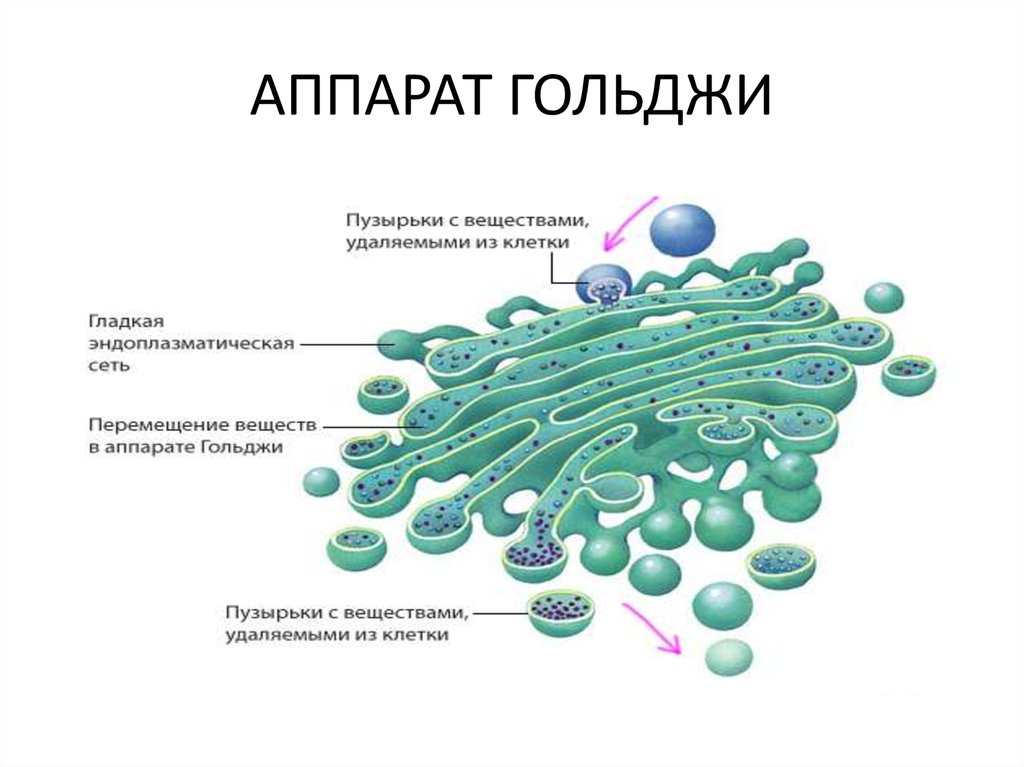 АППАРАТ ГОЛЬДЖИ
Пузырьки с веществами,
удаляемыми из клетки
Гладкая
эндоплазматическая
сеть
Перемещение веществ
в аппарате Гольджи
Пузырьки с веществами,
удаляемыми из клетки